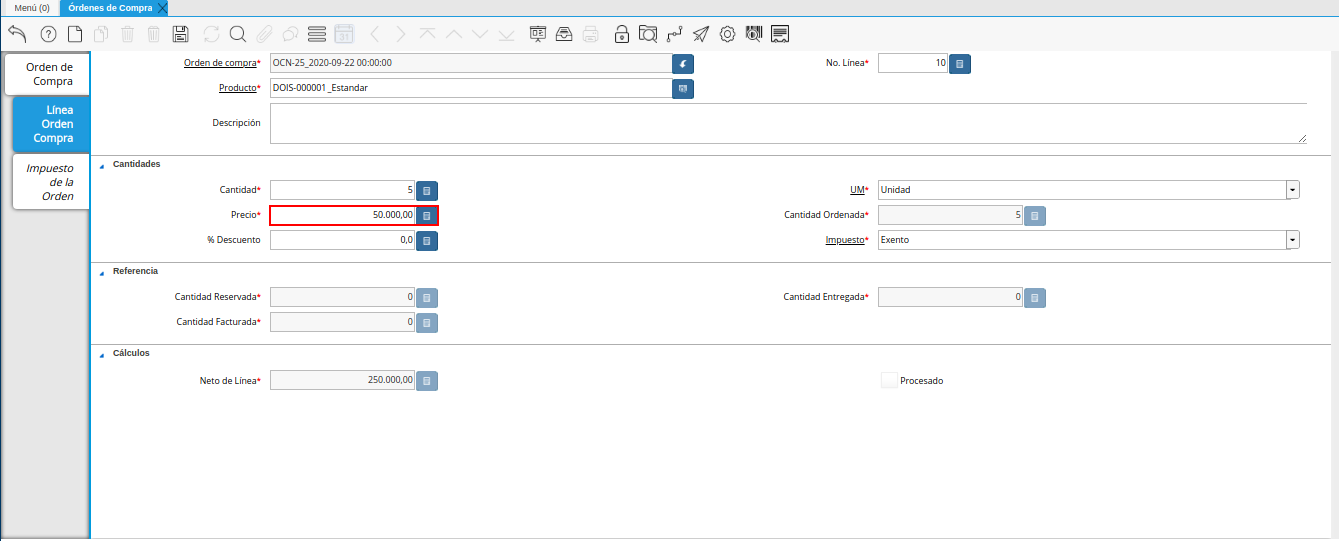 Menú (0)
Órdenes de Compra
31
Orden de
Compra
Línea
Orden
Compra
Impuesto
de la
Orden
Orden de compra* OCN-25_2020-09-22 00:00:00 No. Línea* 10
Producto* DOIS-000001_Estandar
Descripción
Cantidades
Cantidad* 5 UM* Unidad
Precio* 50.000,00 Cantidad Ordenada* 5
% Descuento 0,0 Impuesto* Exento
Referencia
Cantidad Reservada* 0 Cantidad Entregada* 0
Cantidad Facturada* 0
Cálculos
Neto de Línea* 250.000,00 Procesado